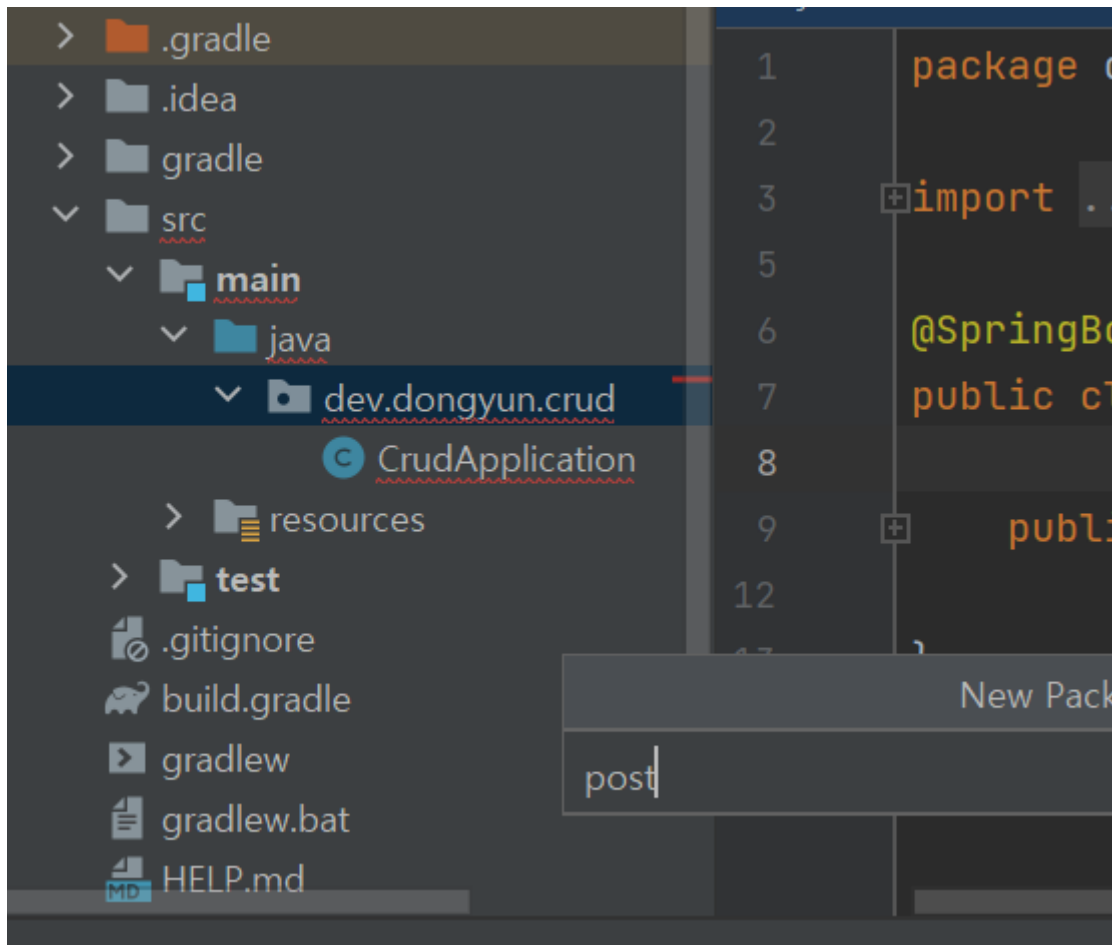 .gradle
.idea
gradle
src
main
java
dev.dongyun.crud
C CrudApplication
resources
test
.gitignore
build.gradle
gradlew
gradlew.bat
MD HELP.md
1 package
2
3 import ..
5
6 @SpringBo
7 public cl
8
9 publi
12
13 }
New Pack
post